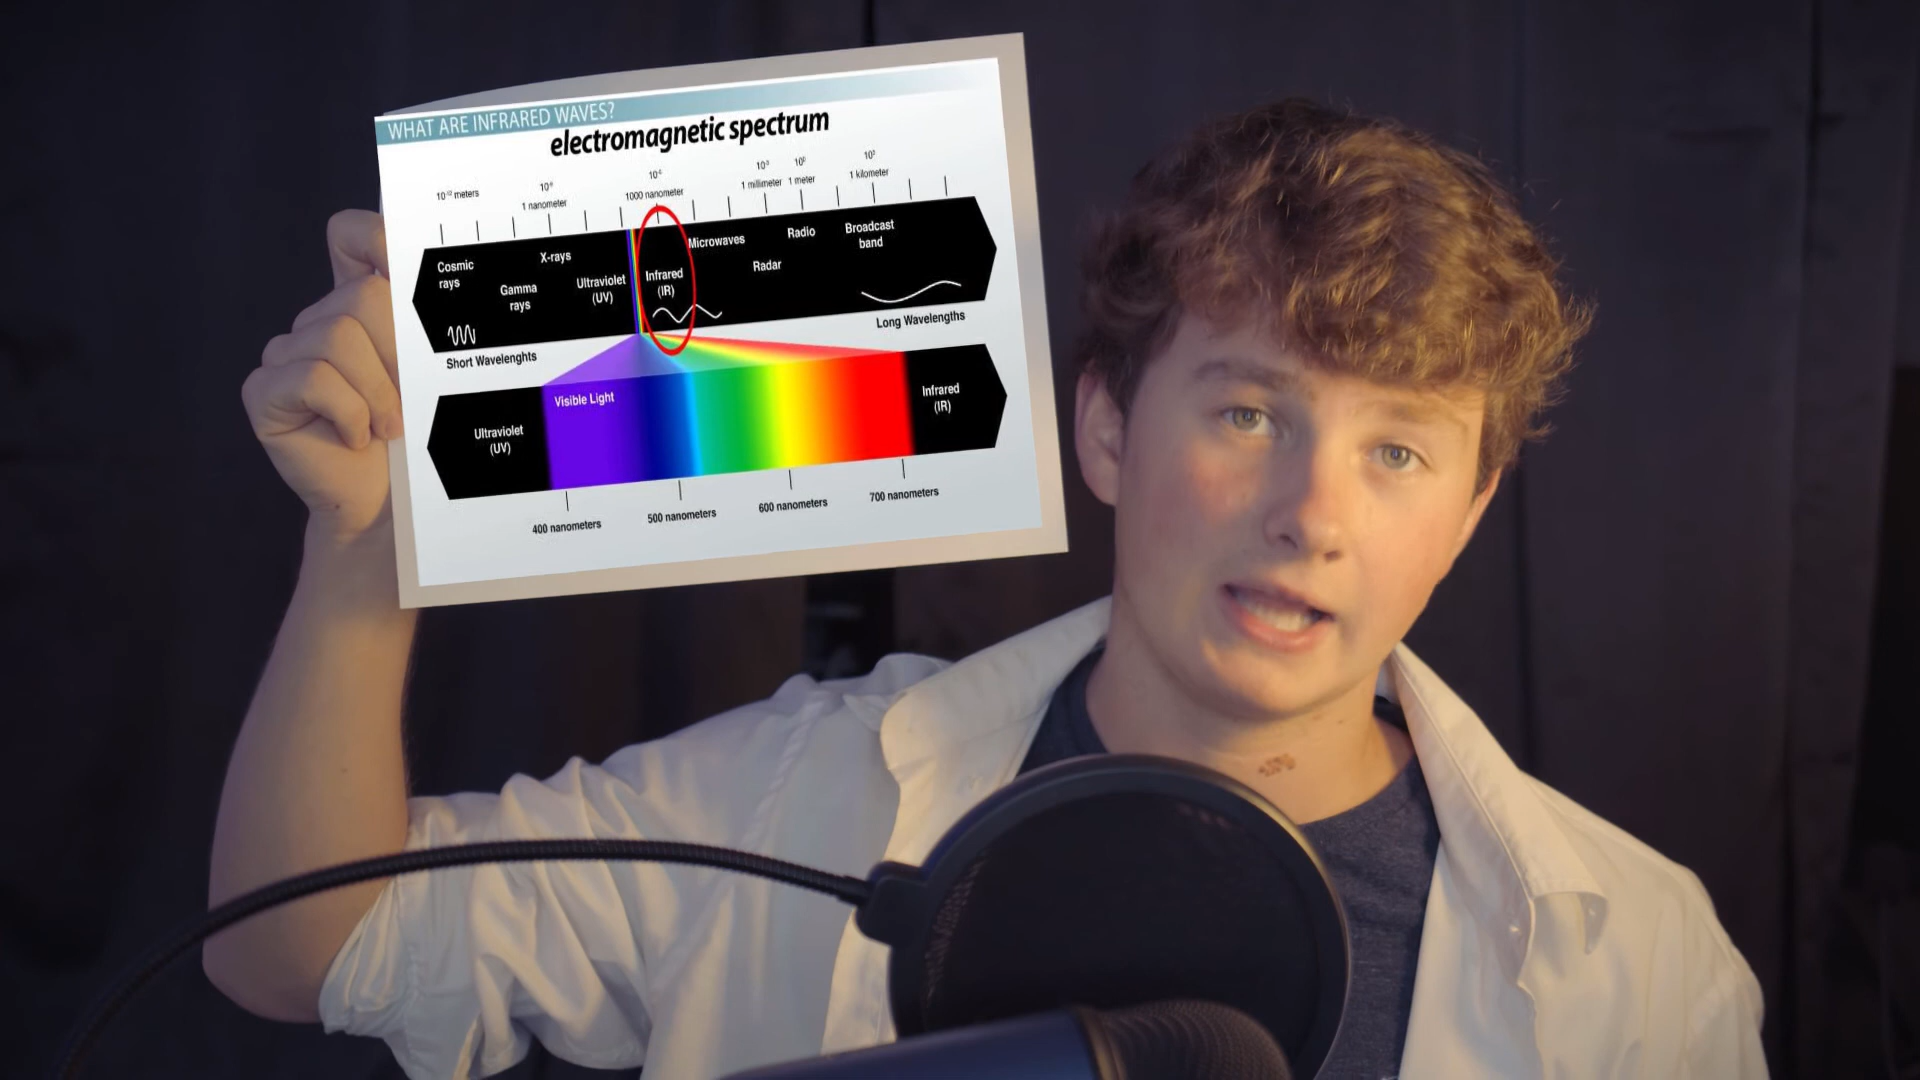 WHAT ARE INFRARED WAVES?
electromagnetic spectrum
10⁻¹² meters
10⁻⁹
1 nanometer
10⁻⁶
1000 nanometer
10⁻³
1 millimeter
10⁰
1 meter
10³
1 kilometer
Cosmic
rays
Gamma
rays
X-rays
Ultraviolet
(UV)
Infrared
(IR)
Microwaves
Radar
Radio
Broadcast
band
Short Wavelenghts
Long Wavelengths
Ultraviolet
(UV)
Visible Light
Infrared
(IR)
400 nanometers
500 nanometers
600 nanometers
700 nanometers